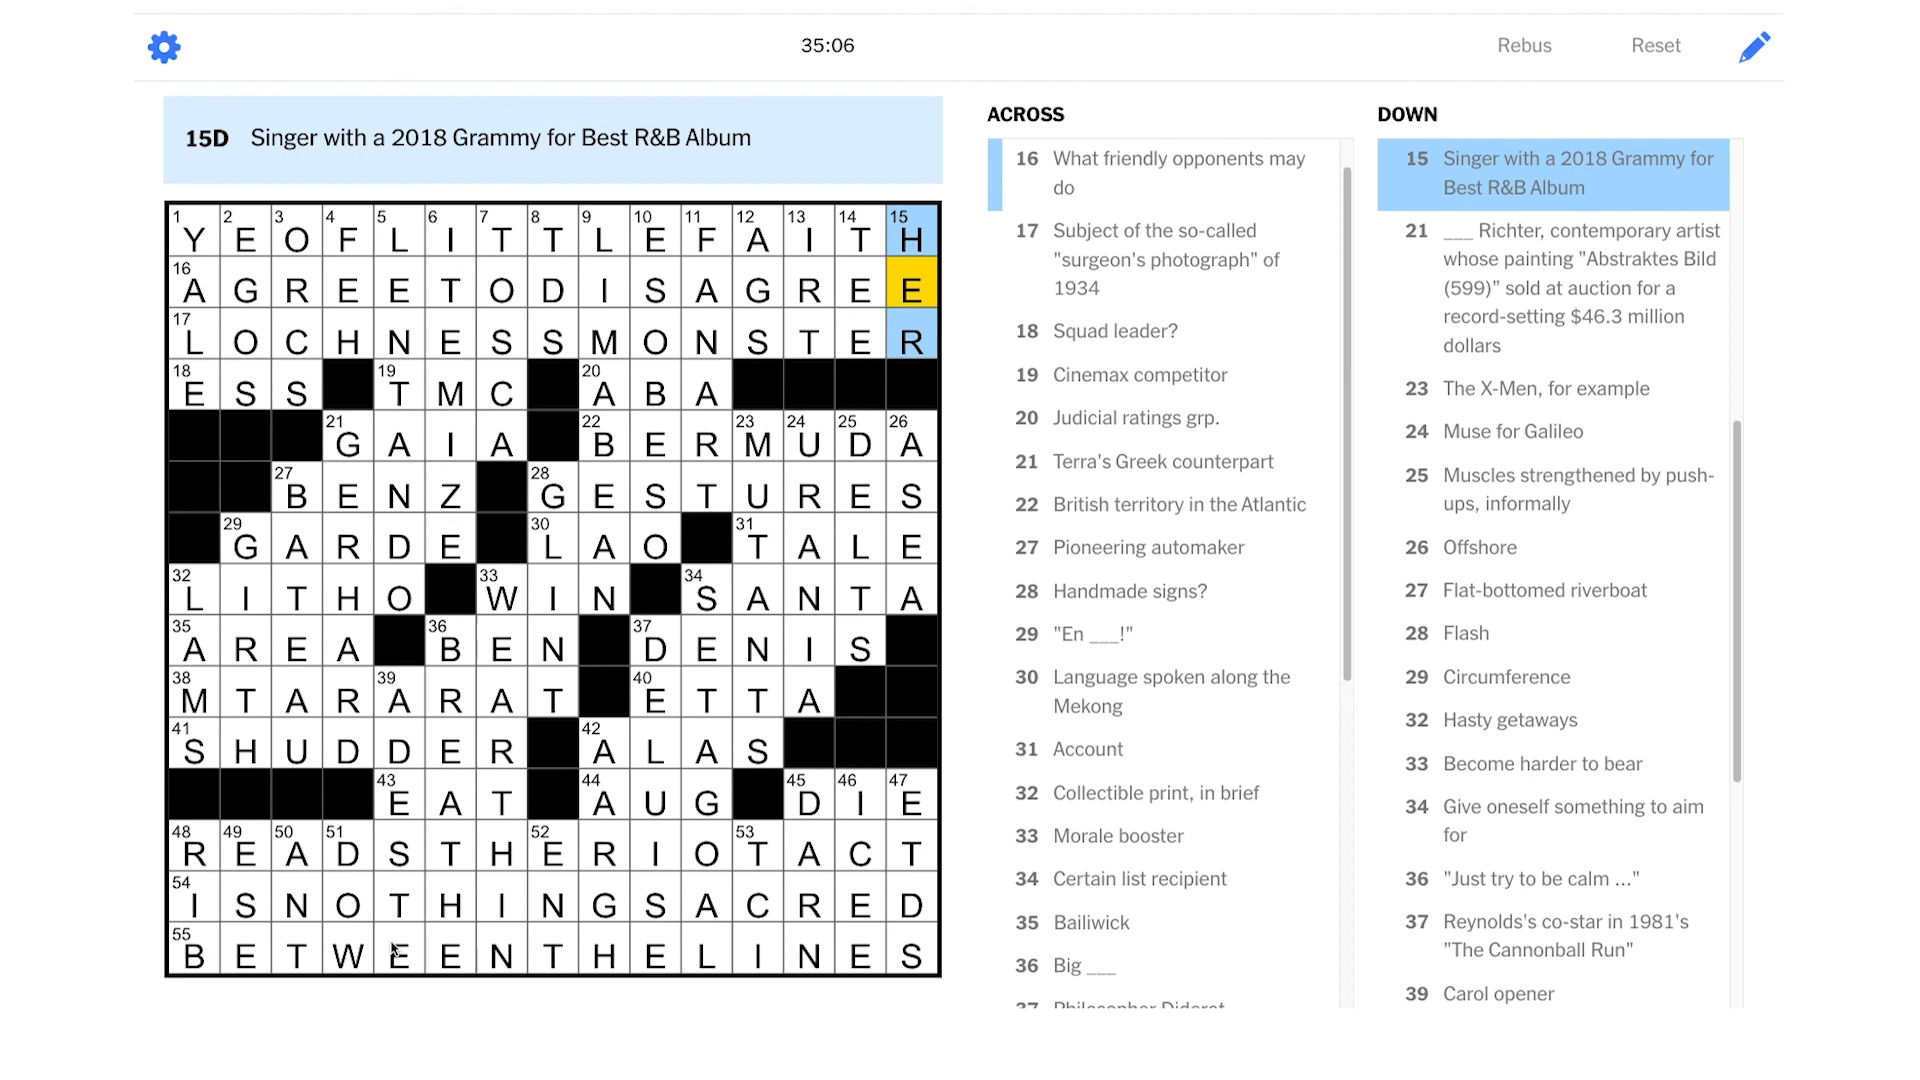 35:06
Rebus
Reset
15D Singer with a 2018 Grammy for Best R&B Album
1 2 3 4 5 6 7 8 9 10 11 12 13 14 15
Y E O F L I T T L E F A I T H
16
A G R E E T O D I S A G R E E
17
L O C H N E S S M O N S T E R
18 19 20
E S S T M C A B A
21 22 23 24 25 26
G A I A B E R M U D A
27 28
B E N Z G E S T U R E S
29 30 31
G A R D E L A O T A L E
32 33 34
L I T H O W I N S A N T A
35 36 37
A R E A B E N D E N I S
38 39 40
M T A R A R A T E T T A
41 42
S H U D D E R A L A S
43 44 45 46 47
E A T A U G D I E
48 49 50 51 52 53
R E A D S T H E R I O T A C T
54
I S N O T H I N G S A C R E D
55
B E T W E E N T H E L I N E S
ACROSS
16 What friendly opponents may
do
17 Subject of the so-called
"surgeon's photograph" of
1934
18 Squad leader?
19 Cinemax competitor
20 Judicial ratings grp.
21 Terra's Greek counterpart
22 British territory in the Atlantic
27 Pioneering automaker
28 Handmade signs?
29 "En ___!"
30 Language spoken along the
Mekong
31 Account
32 Collectible print, in brief
33 Morale booster
34 Certain list recipient
35 Bailiwick
36 Big ___
37 Philosopher Diderot
DOWN
15 Singer with a 2018 Grammy for
Best R&B Album
21 ___ Richter, contemporary artist
whose painting "Abstraktes Bild
(599)" sold at auction for a
record-setting $46.3 million
dollars
23 The X-Men, for example
24 Muse for Galileo
25 Muscles strengthened by push-
ups, informally
26 Offshore
27 Flat-bottomed riverboat
28 Flash
29 Circumference
32 Hasty getaways
33 Become harder to bear
34 Give oneself something to aim
for
36 "Just try to be calm ..."
37 Reynolds's co-star in 1981's
"The Cannonball Run"
39 Carol opener